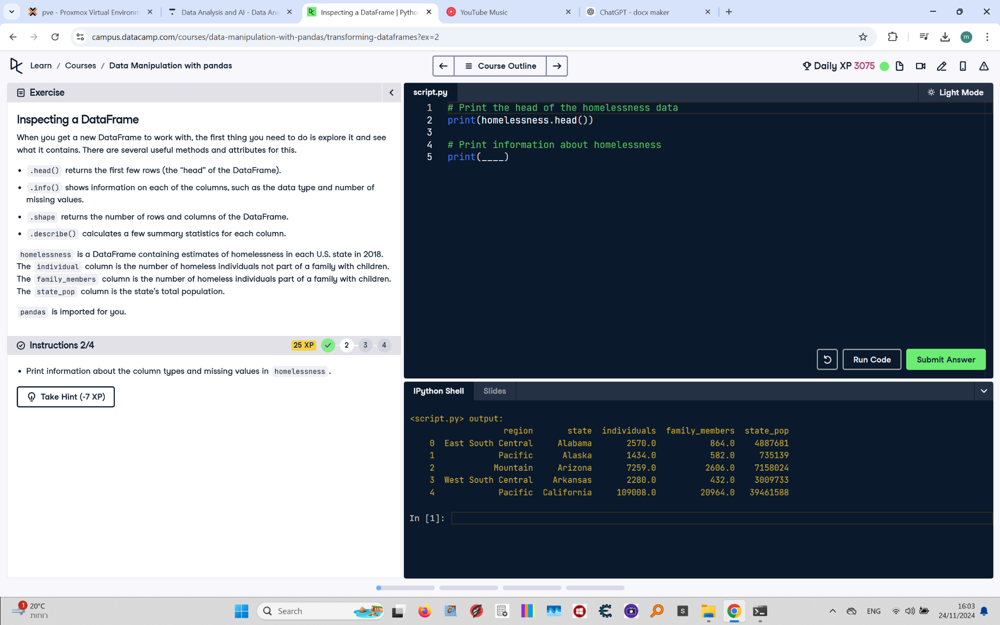 pve - Proxmox Virtual Environm
Data Analysis and AI - Data Ana
Inspecting a DataFrame | Pytho
YouTube Music
ChatGPT - docx maker
campus.datacamp.com/courses/data-manipulation-with-pandas/transforming-dataframes?ex=2
m
Learn / Courses / Data Manipulation with pandas
Course Outline
Daily XP 3075
Exercise
Inspecting a DataFrame
When you get a new DataFrame to work with, the first thing you need to do is explore it and see
what it contains. There are several useful methods and attributes for this.
• .head() returns the first few rows (the “head” of the DataFrame).
• .info() shows information on each of the columns, such as the data type and number of
missing values.
• .shape returns the number of rows and columns of the DataFrame.
• .describe() calculates a few summary statistics for each column.
homelessness is a DataFrame containing estimates of homelessness in each U.S. state in 2018.
The individual column is the number of homeless individuals not part of a family with children.
The family_members column is the number of homeless individuals part of a family with children.
The state_pop column is the state's total population.
pandas is imported for you.
Instructions 2/4
25 XP
2
3
4
• Print information about the column types and missing values in homelessness .
Take Hint (-7 XP)
script.py
Light Mode
1 # Print the head of the homelessness data
2 print(homelessness.head())
3
4 # Print information about homelessness
5 print(____)
Run Code
Submit Answer
IPython Shell
Slides
<script.py> output:
region state individuals family_members state_pop
0 East South Central Alabama 2570.0 864.0 4887681
1 Pacific Alaska 1434.0 582.0 735139
2 Mountain Arizona 7259.0 2606.0 7158024
3 West South Central Arkansas 2280.0 432.0 3009733
4 Pacific California 109008.0 20964.0 39461588
In [1]:
1
20°C
רוחות
Search
S
ENG
16:03
24/11/2024